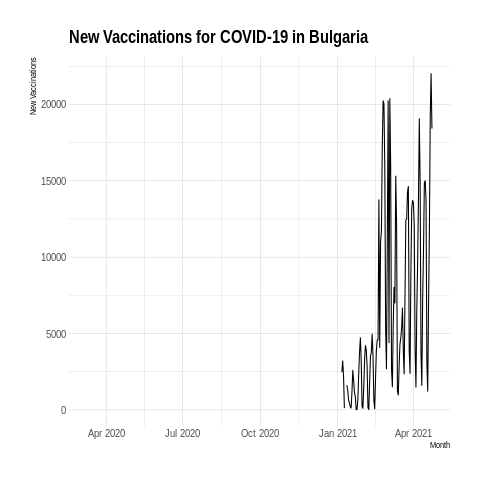 New Vaccinations for COVID-19 in Bulgaria
New Vaccinations
20000
15000
10000
5000
0
Apr 2020 Jul 2020 Oct 2020 Jan 2021 Apr 2021
Month